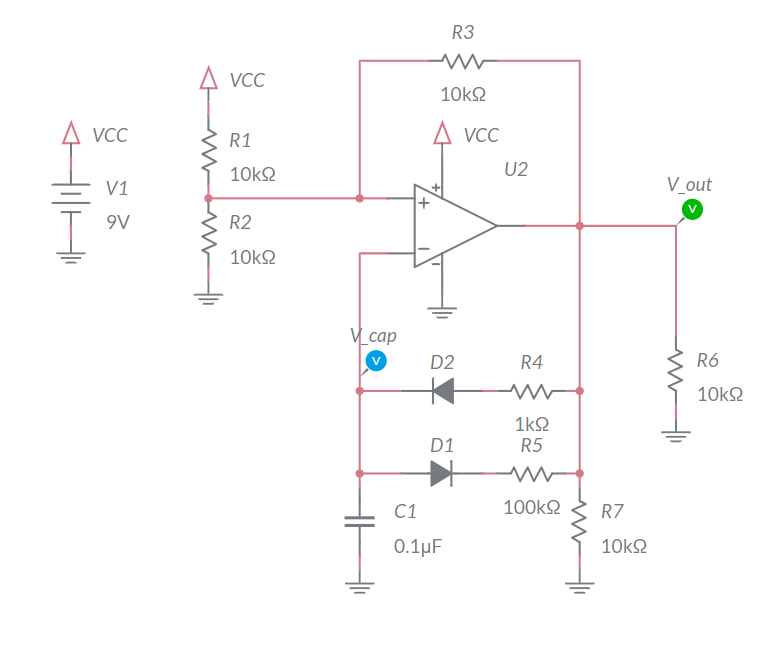 R3
10kΩ
VCC
R1
10kΩ
VCC
V1
9V
R2
10kΩ
VCC
U2
+
+
−
−
V_out
V
V_cap
V
D2
R4
1kΩ
R6
10kΩ
D1
R5
100kΩ
C1
0.1µF
R7
10kΩ